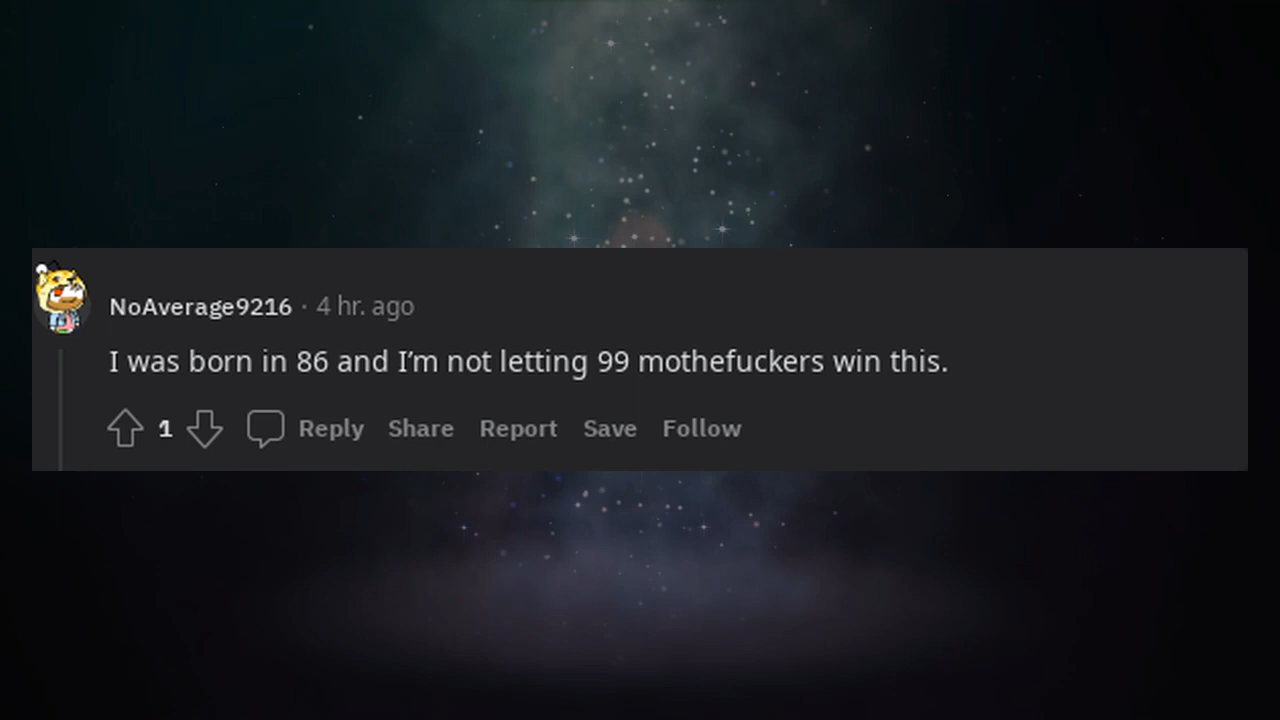 NoAverage9216 · 4 hr. ago
I was born in 86 and I’m not letting 99 mothefuckers win this.
1 Reply Share Report Save Follow